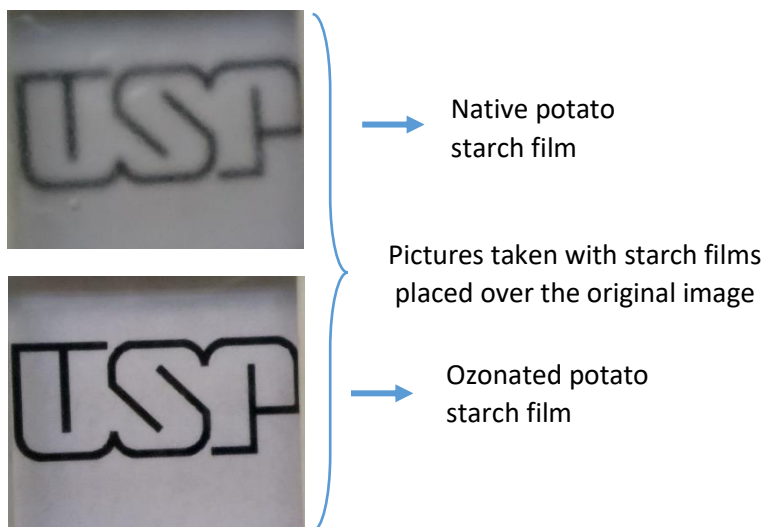 USP
Native potato
starch film
Pictures taken with starch films
placed over the original image
USP
Ozonated potato
starch film